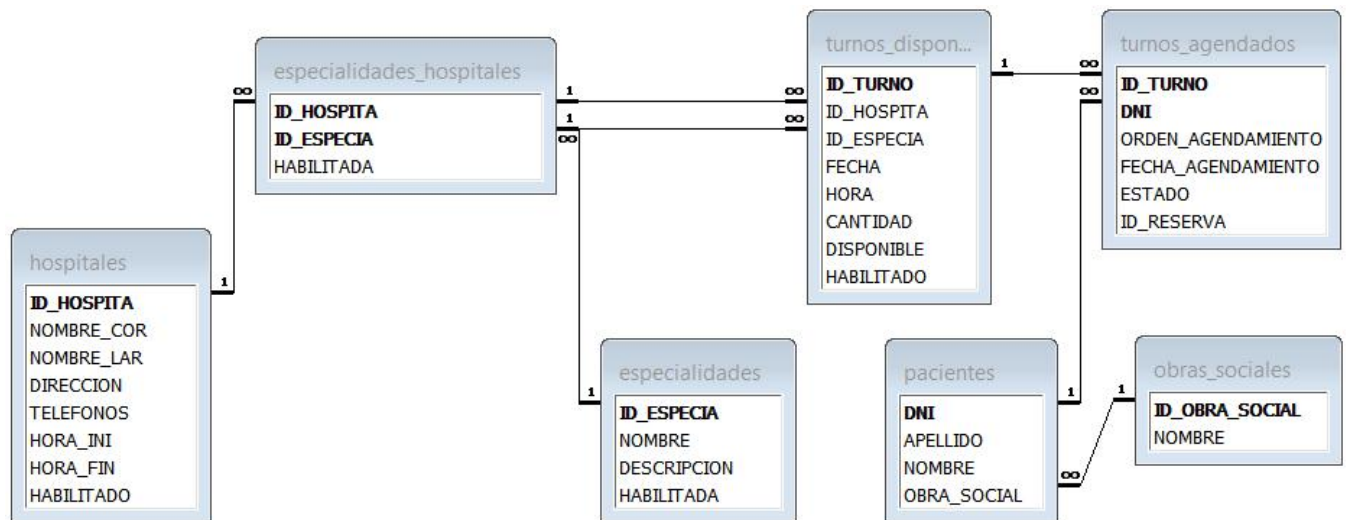 especialidades_hospitales
ID_HOSPITA
ID_ESPECIA
HABILITADA
turnos_dispon...
ID_TURNO
ID_HOSPITA
ID_ESPECIA
FECHA
HORA
CANTIDAD
DISPONIBLE
HABILITADO
turnos_agendados
ID_TURNO
DNI
ORDEN_AGENDAMIENTO
FECHA_AGENDAMIENTO
ESTADO
ID_RESERVA
hospitales
ID_HOSPITA
NOMBRE_COR
NOMBRE_LAR
DIRECCION
TELEFONOS
HORA_INI
HORA_FIN
HABILITADO
especialidades
ID_ESPECIA
NOMBRE
DESCRIPCION
HABILITADA
pacientes
DNI
APELLIDO
NOMBRE
OBRA_SOCIAL
obras_sociales
ID_OBRA_SOCIAL
NOMBRE
1
∞
1
∞
1
∞
1
∞
1
∞
1
∞
1
∞